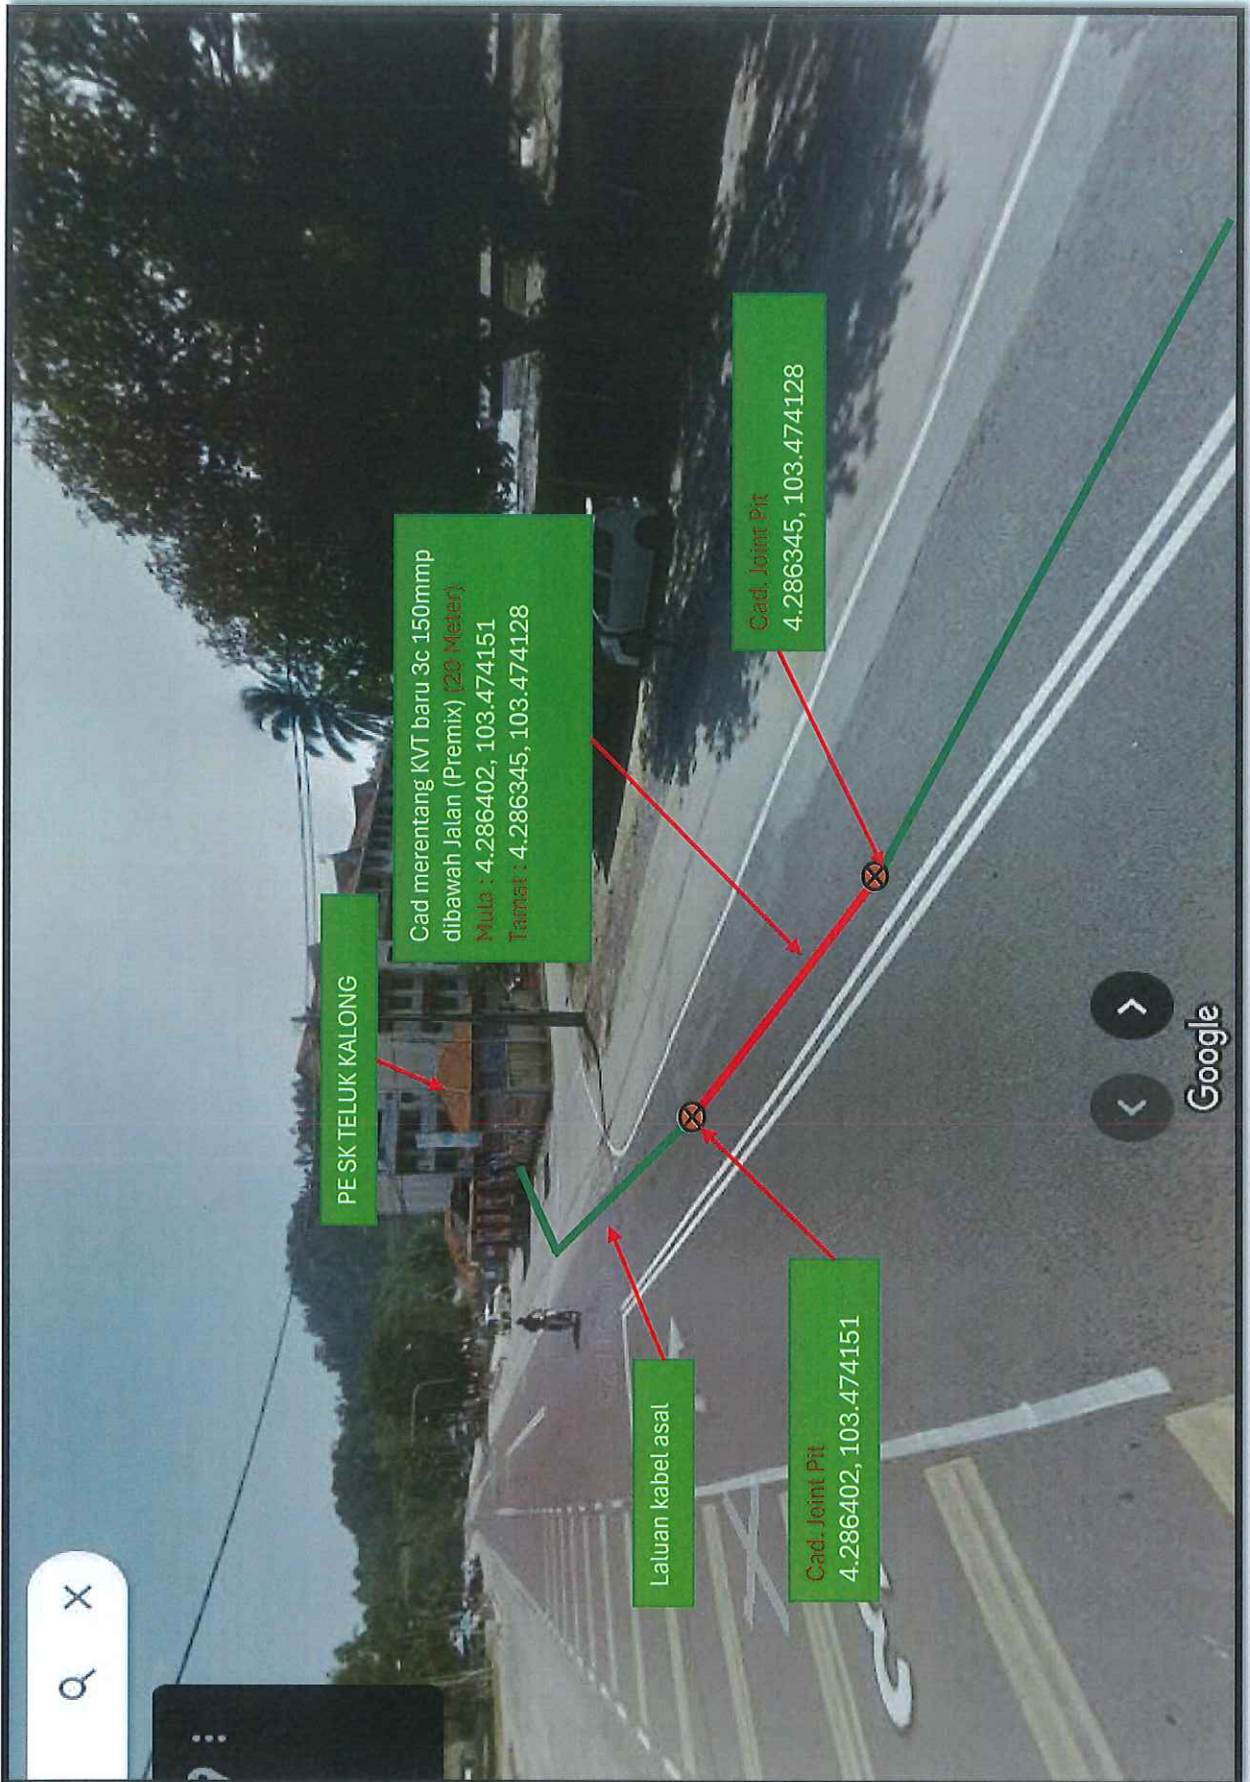 PE SK TELUK KALONG
Cad merentang KVT baru 3c 150mmp
dibawah Jalan (Premix) (20 Meter)
Mula : 4.286402, 103.474151
Tamat : 4.286345, 103.474128
Cad. Joint Pit
4.286345, 103.474128
Laluan kabel asal
Cad. Joint Pit
4.286402, 103.474151
Google